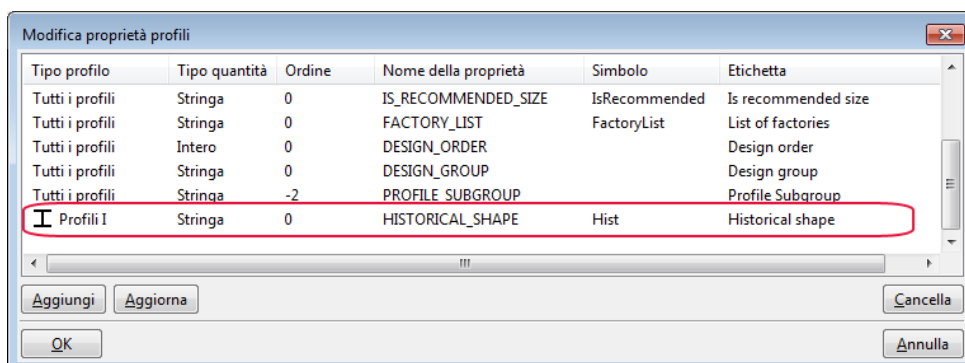 Modifica proprietà profili
Tipo profilo Tipo quantità Ordine Nome della proprietà Simbolo Etichetta
Tutti i profili Stringa 0 IS_RECOMMENDED_SIZE IsRecommended Is recommended size
Tutti i profili Stringa 0 FACTORY_LIST FactoryList List of factories
Tutti i profili Intero 0 DESIGN_ORDER Design order
Tutti i profili Stringa 0 DESIGN_GROUP Design group
Tutti i profili Stringa -2 PROFILE_SUBGROUP Profile Subgroup
Profili I Stringa 0 HISTORICAL_SHAPE Hist Historical shape
Aggiungi Aggiorna Cancella
OK Annulla